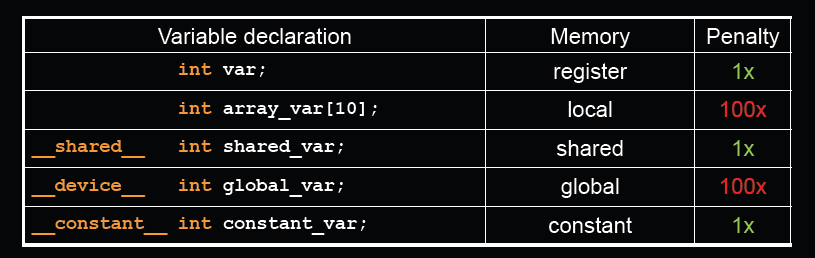 Variable declaration Memory Penalty
int var; register 1x
int array_var[10]; local 100x
__shared__ int shared_var; shared 1x
__device__ int global_var; global 100x
__constant__ int constant_var; constant 1x